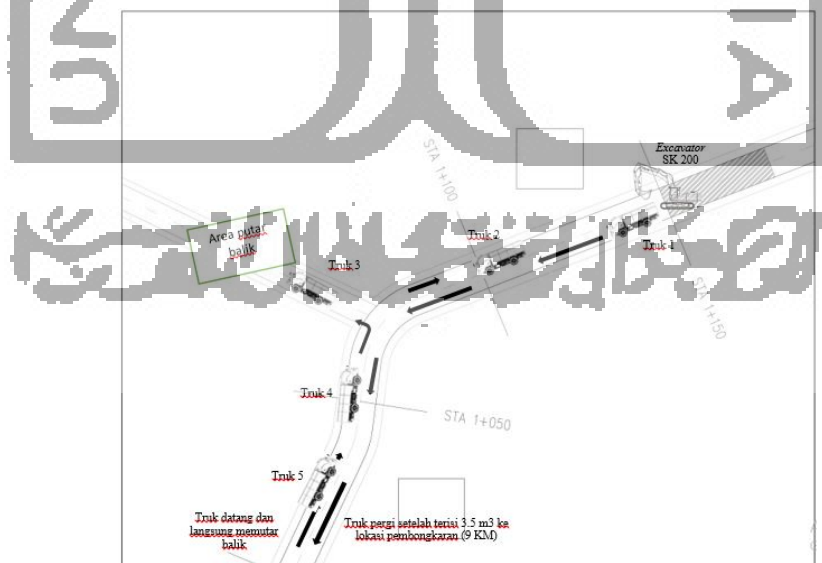 Excavator
SK 200
STA 1+100
Area putar
balik
Truk 2
Truk 1
Truk 3
STA 1+150
Truk 4
STA 1+050
Truk 5
Truk datang dan
langsung memutar
balik
Truk pergi setelah terisi 3.5 m3 ke
lokasi pembongkaran (9 KM)